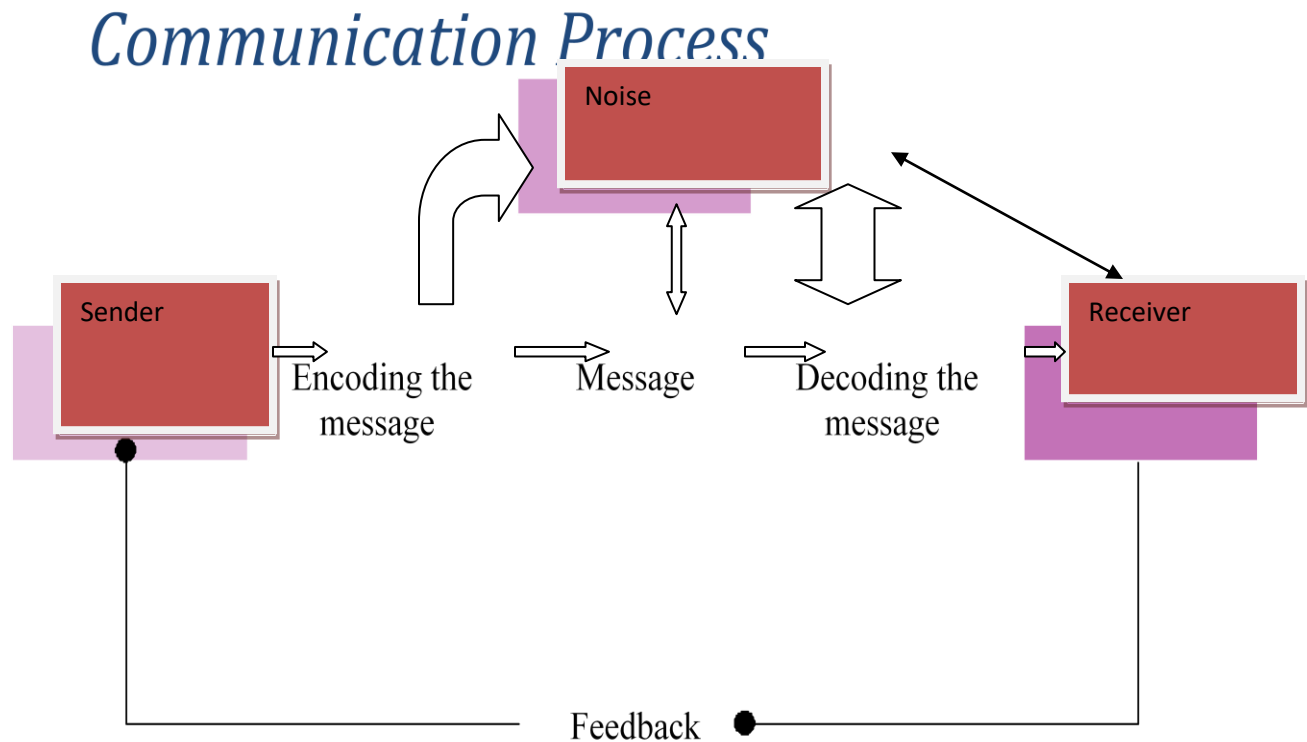 Communication Process
Noise
Sender
Receiver
Encoding the
message
Message
Decoding the
message
Feedback